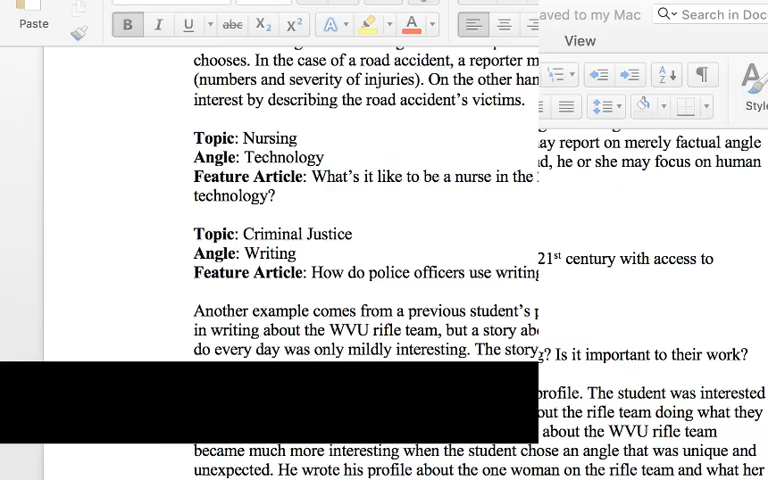 aved to my Mac
Search in Doc
Paste
B I U abc X₂ X² A A
View
A Z
Style
chooses. In the case of a road accident, a reporter may report on merely factual angle
(numbers and severity of injuries). On the other hand, he or she may focus on human
interest by describing the road accident's victims.
Topic: Nursing
Angle: Technology
Feature Article: What's it like to be a nurse in the 21st century with access to
technology?
Topic: Criminal Justice
Angle: Writing
Feature Article: How do police officers use writing? Is it important to their work?
Another example comes from a previous student's profile. The student was interested
in writing about the WVU rifle team, but a story about the rifle team doing what they
do every day was only mildly interesting. The story about the WVU rifle team
became much more interesting when the student chose an angle that was unique and
unexpected. He wrote his profile about the one woman on the rifle team and what her